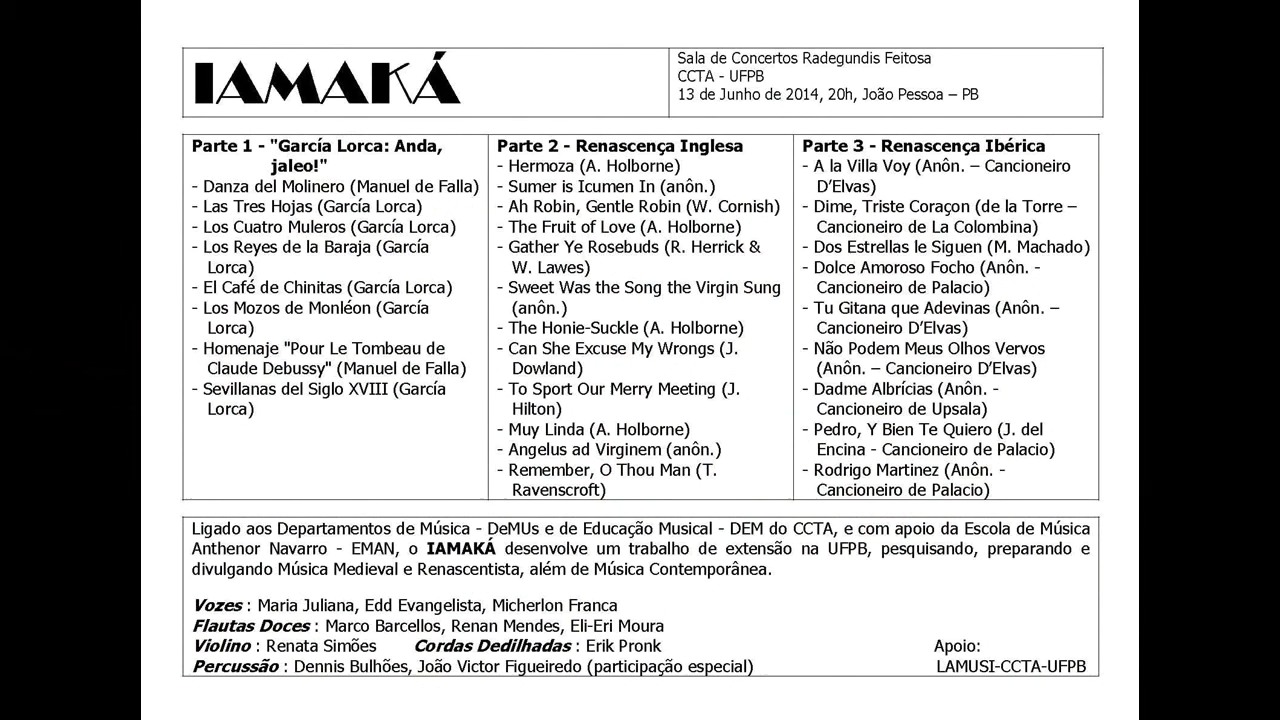 IAMAKÁ
Sala de Concertos Radegundis Feitosa
CCTA - UFPB
13 de Junho de 2014, 20h, João Pessoa – PB
Parte 1 - "García Lorca: Anda,
jaleo!"
- Danza del Molinero (Manuel de Falla)
- Las Tres Hojas (García Lorca)
- Los Cuatro Muleros (García Lorca)
- Los Reyes de la Baraja (García
Lorca)
- El Café de Chinitas (García Lorca)
- Los Mozos de Monléon (García
Lorca)
- Homenaje "Pour Le Tombeau de
Claude Debussy" (Manuel de Falla)
- Sevillanas del Siglo XVIII (García
Lorca)
Parte 2 - Renascença Inglesa
- Hermoza (A. Holborne)
- Sumer is Icumen In (anôn.)
- Ah Robin, Gentle Robin (W. Cornish)
- The Fruit of Love (A. Holborne)
- Gather Ye Rosebuds (R. Herrick &
W. Lawes)
- Sweet Was the Song the Virgin Sung
(anôn.)
- The Honie-Suckle (A. Holborne)
- Can She Excuse My Wrongs (J.
Dowland)
- To Sport Our Merry Meeting (J.
Hilton)
- Muy Linda (A. Holborne)
- Angelus ad Virginem (anôn.)
- Remember, O Thou Man (T.
Ravenscroft)
Parte 3 - Renascença Ibérica
- A la Villa Voy (Anôn. – Cancioneiro
D’Elvas)
- Dime, Triste Coraçon (de la Torre –
Cancioneiro de La Colombina)
- Dos Estrellas le Siguen (M. Machado)
- Dolce Amoroso Focho (Anôn. -
Cancioneiro de Palacio)
- Tu Gitana que Adevinas (Anôn. –
Cancioneiro D’Elvas)
- Não Podem Meus Olhos Vervos
(Anôn. – Cancioneiro D’Elvas)
- Dadme Albrícias (Anôn. -
Cancioneiro de Upsala)
- Pedro, Y Bien Te Quiero (J. del
Encina - Cancioneiro de Palacio)
- Rodrigo Martinez (Anôn. -
Cancioneiro de Palacio)
Ligado aos Departamentos de Música - DeMUs e de Educação Musical - DEM do CCTA, e com apoio da Escola de Música
Anthenor Navarro - EMAN, o IAMAKÁ desenvolve um trabalho de extensão na UFPB, pesquisando, preparando e
divulgando Música Medieval e Renascentista, além de Música Contemporânea.
Vozes : Maria Juliana, Edd Evangelista, Micherlon Franca
Flautas Doces : Marco Barcellos, Renan Mendes, Eli-Eri Moura
Violino : Renata Simões Cordas Dedilhadas : Erik Pronk Apoio:
Percussão : Dennis Bulhões, João Victor Figueiredo (participação especial) LAMUSI-CCTA-UFPB